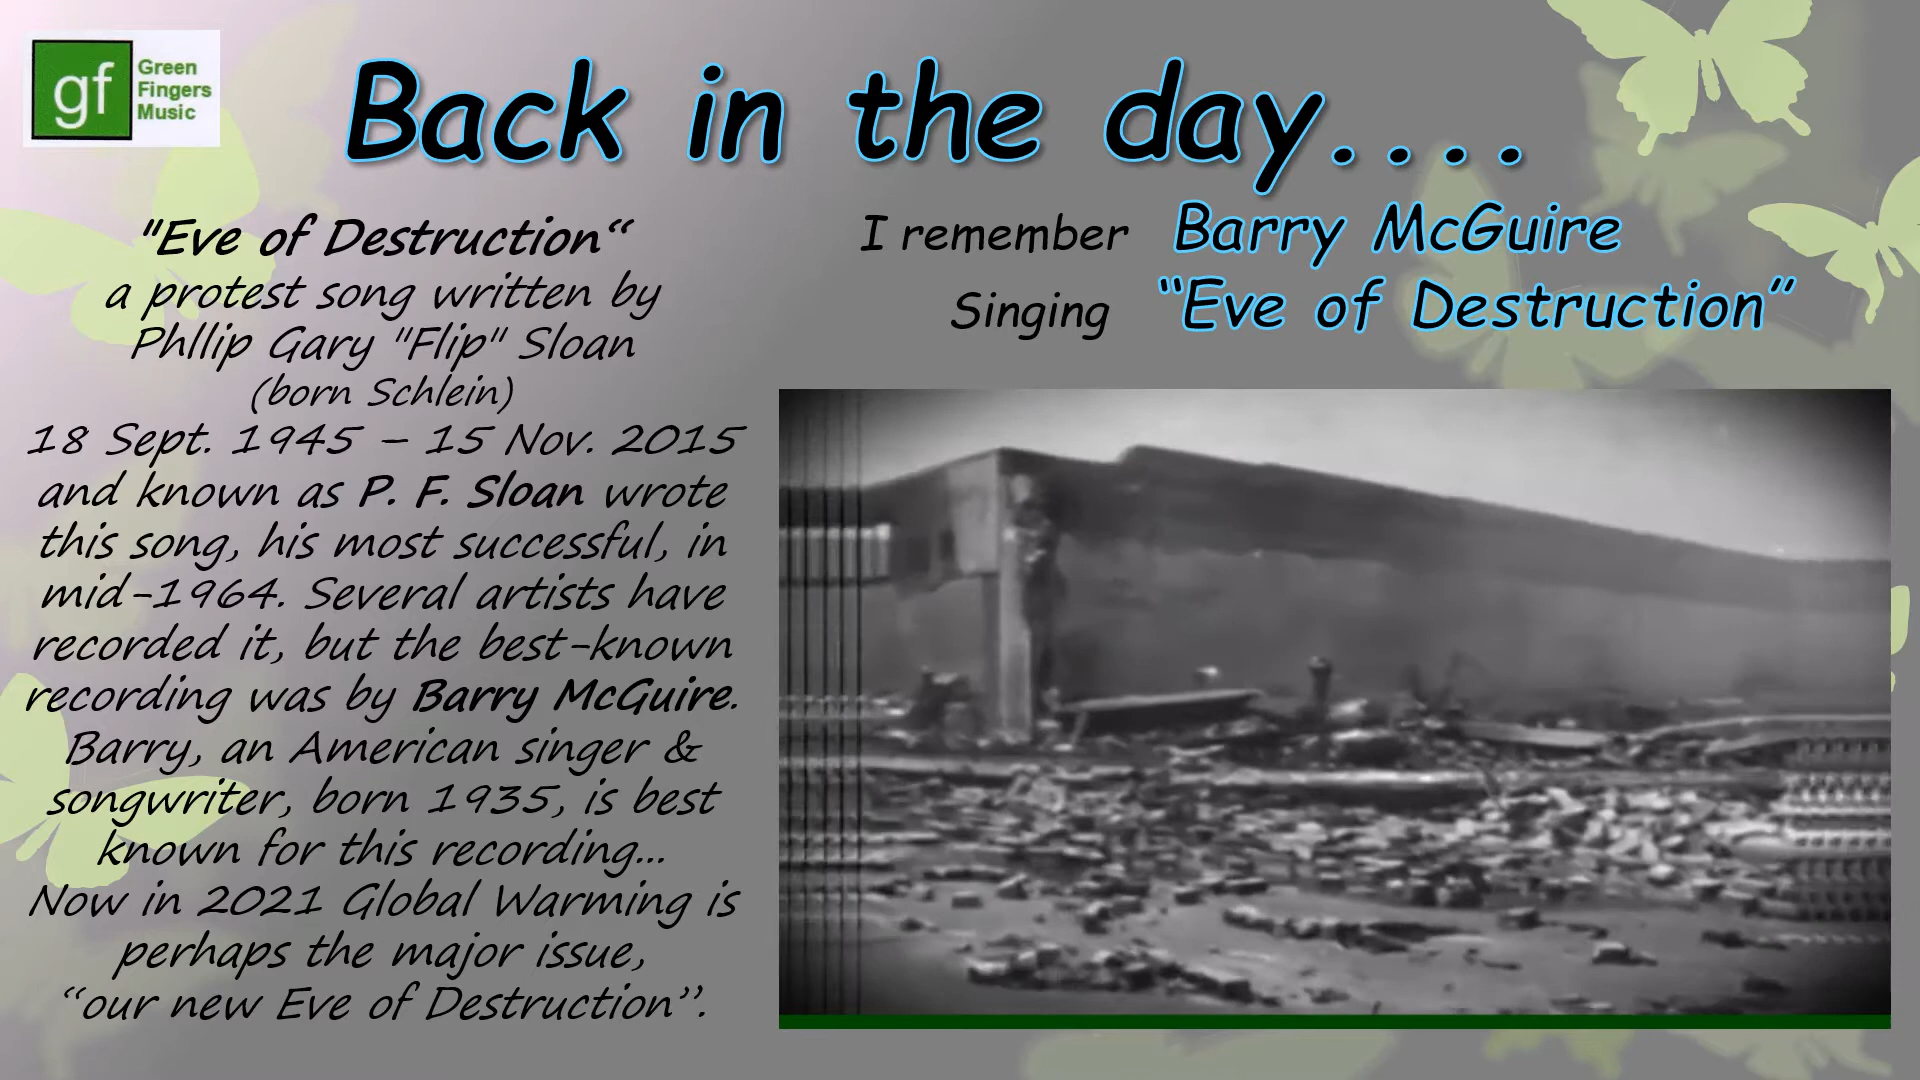 gf
Green
Fingers
Music
Back in the day....
"Eve of Destruction“
a protest song written by
Phllip Gary "Flip" Sloan
(born Schlein)
18 Sept. 1945 – 15 Nov. 2015
and known as P. F. Sloan wrote
this song, his most successful, in
mid-1964. Several artists have
recorded it, but the best-known
recording was by Barry McGuire.
Barry, an American singer &
songwriter, born 1935, is best
known for this recording...
Now in 2021 Global Warming is
perhaps the major issue,
“our new Eve of Destruction”.
I remember Barry McGuire
Singing “Eve of Destruction”